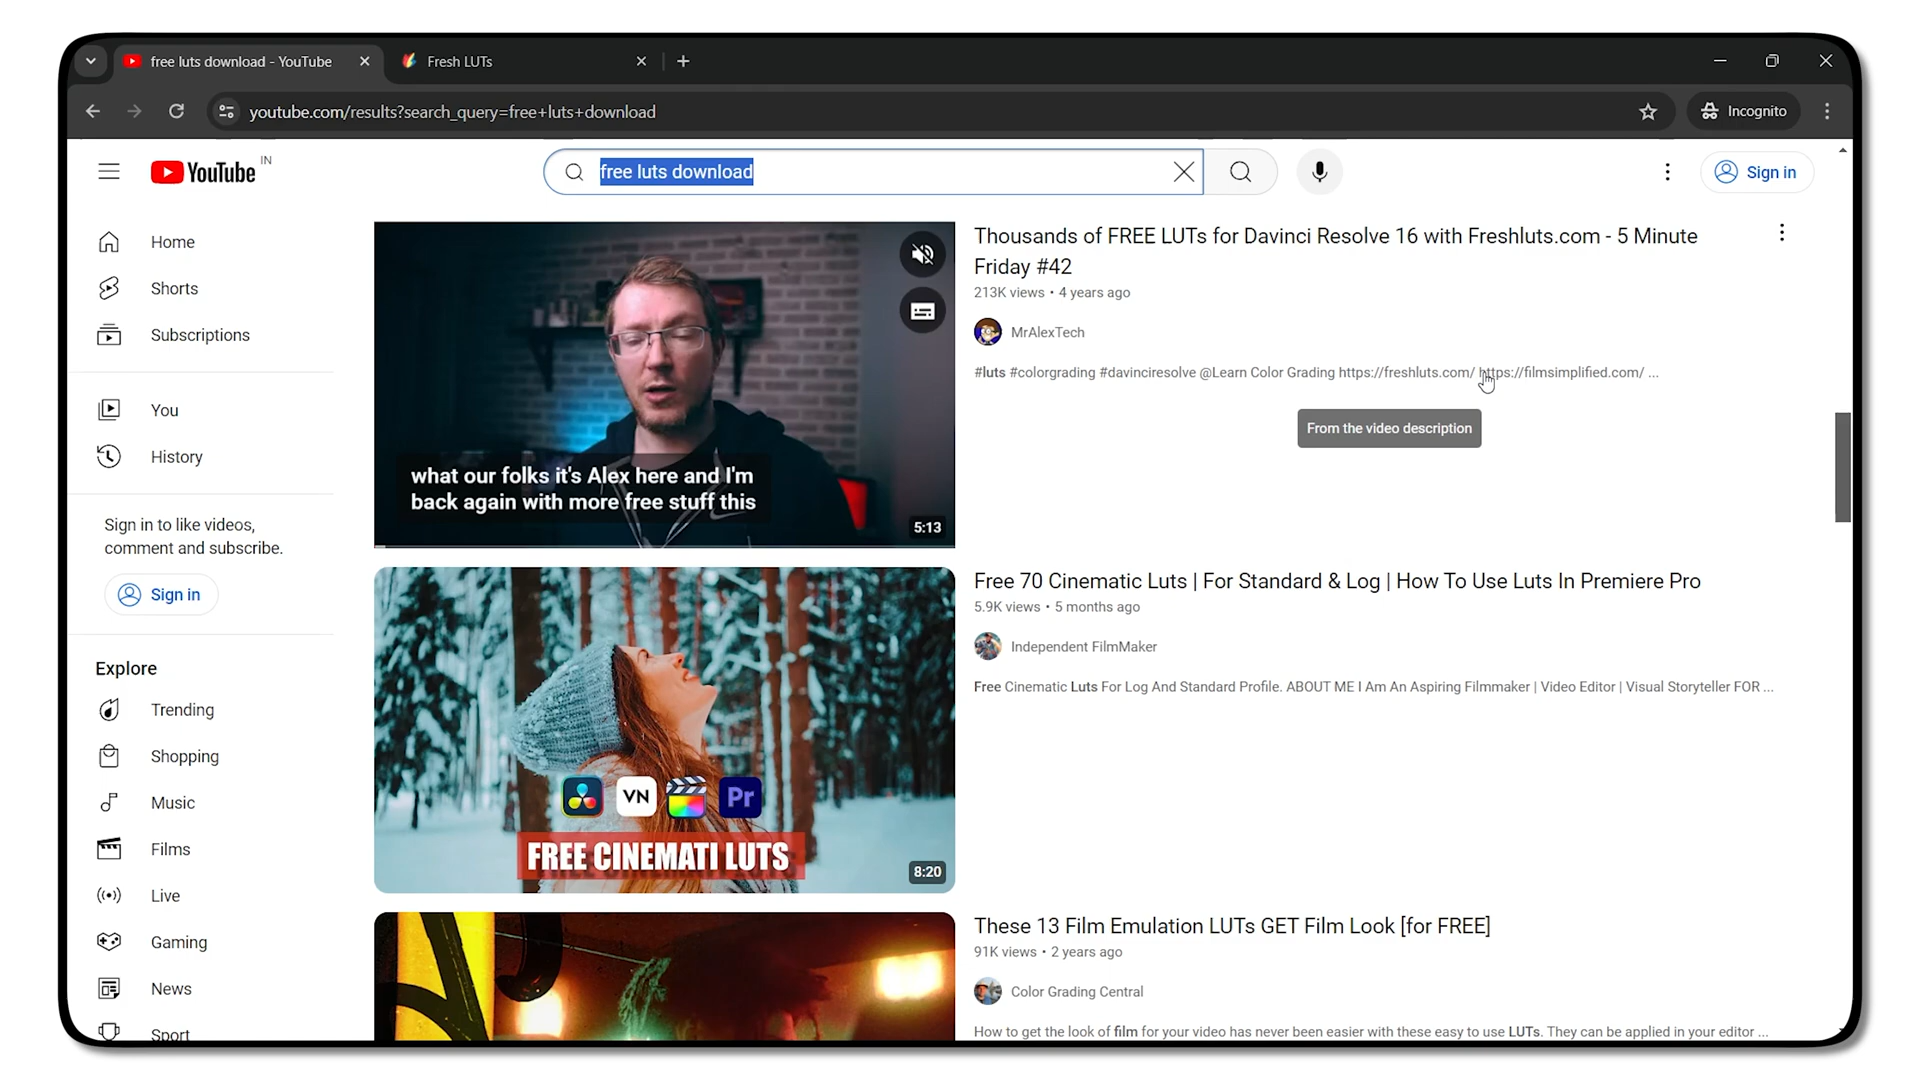 free luts download - YouTube
Fresh LUTs
youtube.com/results?search_query=free+luts+download
Incognito
YouTube IN
free luts download
Sign in
Home
Shorts
Subscriptions
You
History
Sign in to like videos,
comment and subscribe.
Sign in
Explore
Trending
Shopping
Music
Films
Live
Gaming
News
Sport
what our folks it's Alex here and I'm
back again with more free stuff this
5:13
Thousands of FREE LUTs for Davinci Resolve 16 with Freshluts.com - 5 Minute
Friday #42
213K views • 4 years ago
MrAlexTech
#luts #colorgrading #davinciresolve @Learn Color Grading https://freshluts.com/ https://filmsimplified.com/ ...
From the video description
VN
Pr
FREE CINEMATI LUTS
8:20
Free 70 Cinematic Luts | For Standard & Log | How To Use Luts In Premiere Pro
5.9K views • 5 months ago
Independent FilmMaker
Free Cinematic Luts For Log And Standard Profile. ABOUT ME I Am An Aspiring Filmmaker | Video Editor | Visual Storyteller FOR ...
These 13 Film Emulation LUTs GET Film Look [for FREE]
91K views • 2 years ago
Color Grading Central
How to get the look of film for your video has never been easier with these easy to use LUTs. They can be applied in your editor ...